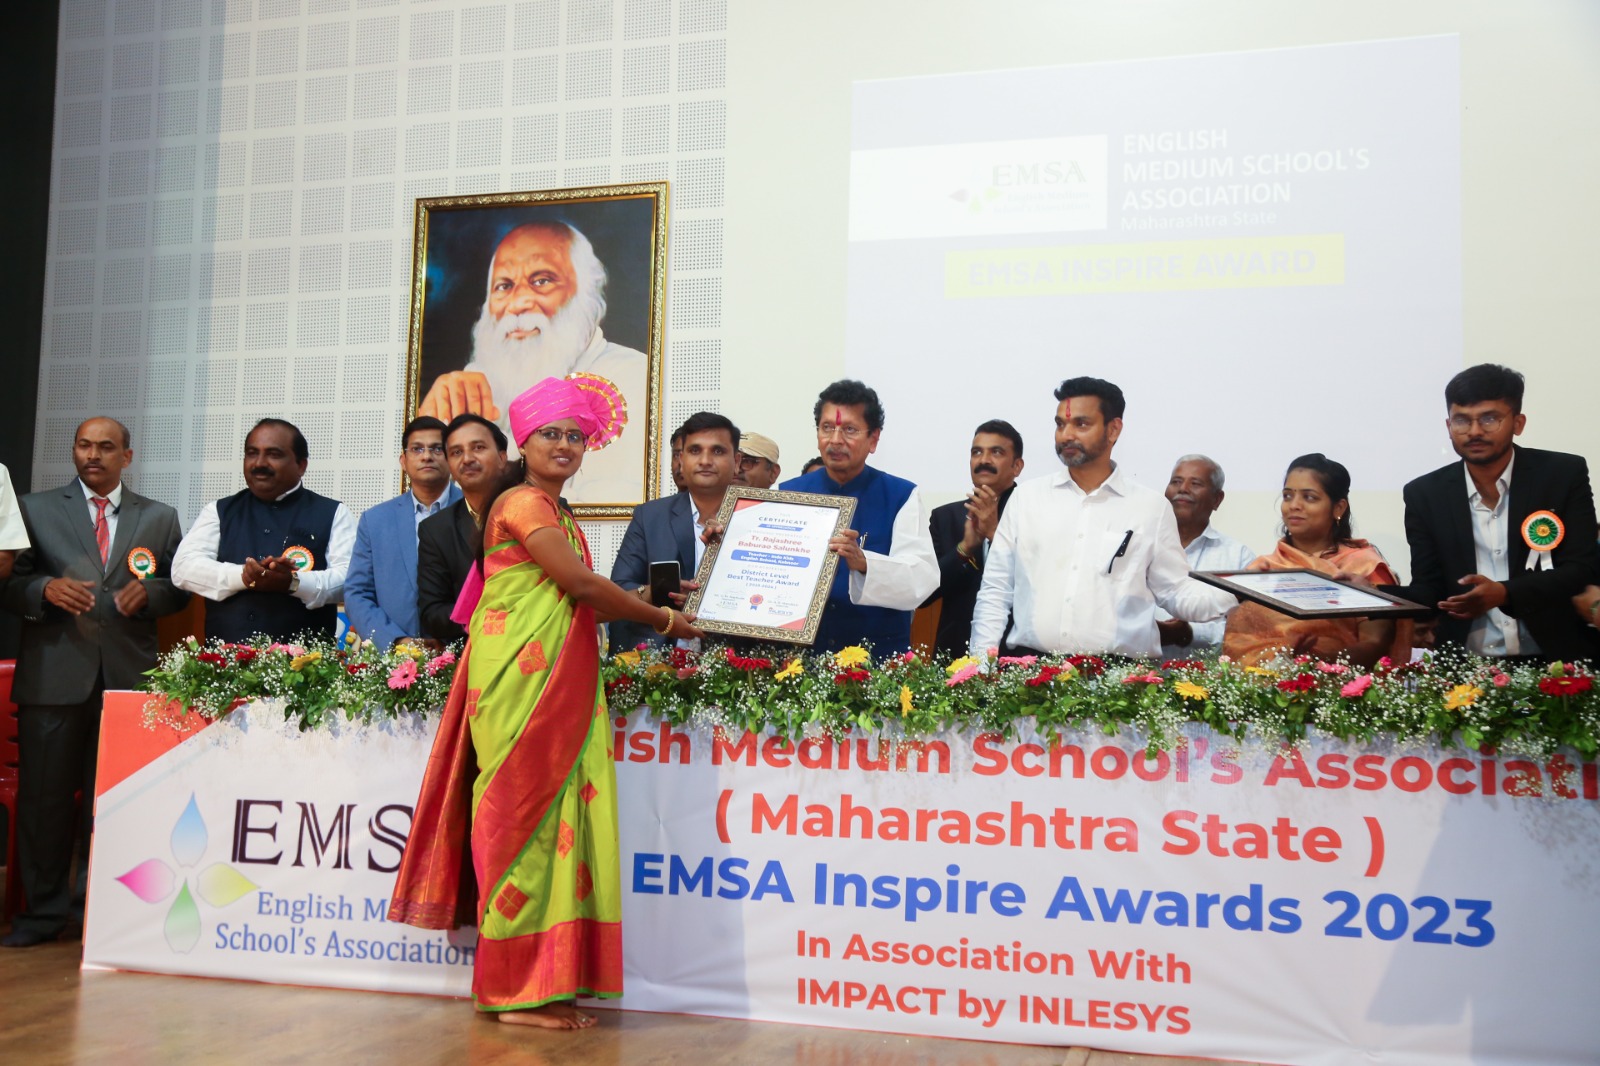 EMSA
ENGLISH
MEDIUM SCHOOL'S
ASSOCIATION
Maharashtra State
EMSA INSPIRE AWARD
CERTIFICATE
Tr. Rajashree
Baburao Salunkhe
District Level
Best Teacher Award
ish Medium School's Associati
( Maharashtra State )
EMSA Inspire Awards 2023
In Association With
IMPACT by INLESYS
EMS
English M
School's Association